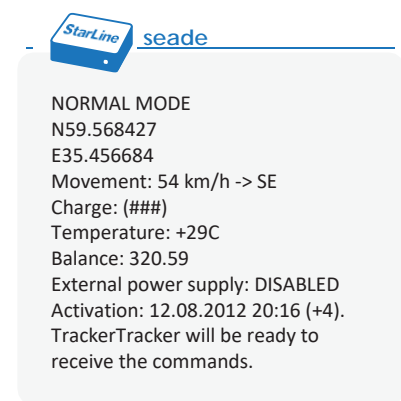 StarLine
seade
NORMAL MODE
N59.568427
E35.456684
Movement: 54 km/h -> SE
Charge: (###)
Temperature: +29C
Balance: 320.59
External power supply: DISABLED
Activation: 12.08.2012 20:16 (+4).
TrackerTracker will be ready to
receive the commands.